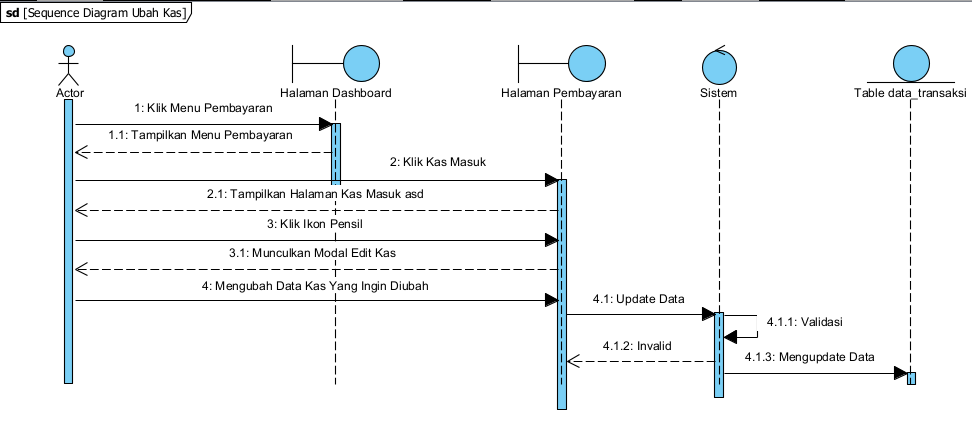 sd [Sequence Diagram Ubah Kas]
Actor
Halaman Dashboard
Halaman Pembayaran
Sistem
Table data_transaksi
1: Klik Menu Pembayaran
1.1: Tampilkan Menu Pembayaran
2: Klik Kas Masuk
2.1: Tampilkan Halaman Kas Masuk asd
3: Klik Ikon Pensil
3.1: Munculkan Modal Edit Kas
4: Mengubah Data Kas Yang Ingin Diubah
4.1: Update Data
4.1.1: Validasi
4.1.2: Invalid
4.1.3: Mengupdate Data